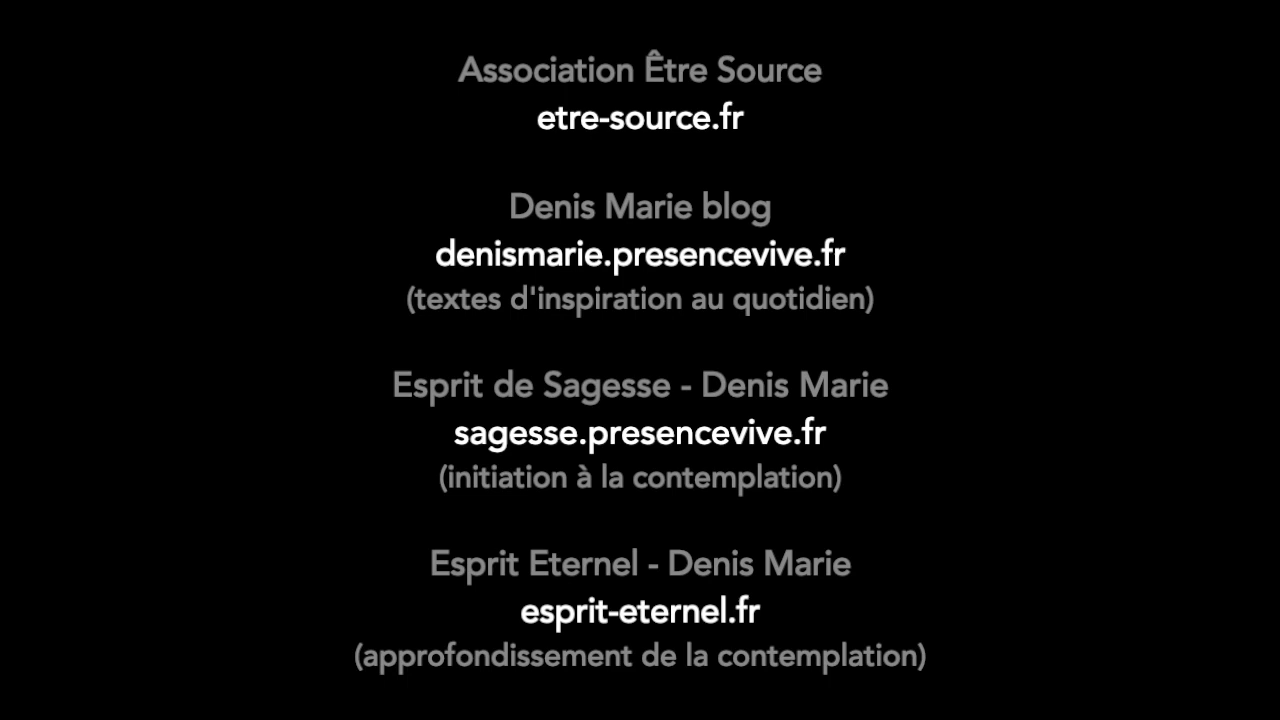 Association Être Source
etre-source.fr
Denis Marie blog
denismarie.presencevive.fr
(textes d'inspiration au quotidien)
Esprit de Sagesse - Denis Marie
sagesse.presencevive.fr
(initiation à la contemplation)
Esprit Eternel - Denis Marie
esprit-eternel.fr
(approfondissement de la contemplation)